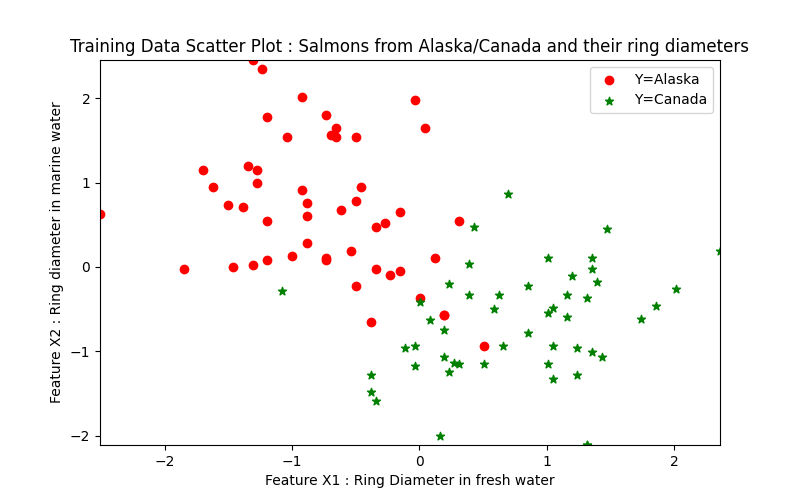 Training Data Scatter Plot : Salmons from Alaska/Canada and their ring diameters
Y=Alaska
Y=Canada
Feature X2 : Ring diameter in marine water
2
1
0
−1
−2
−2
−1
0
1
2
Feature X1 : Ring Diameter in fresh water